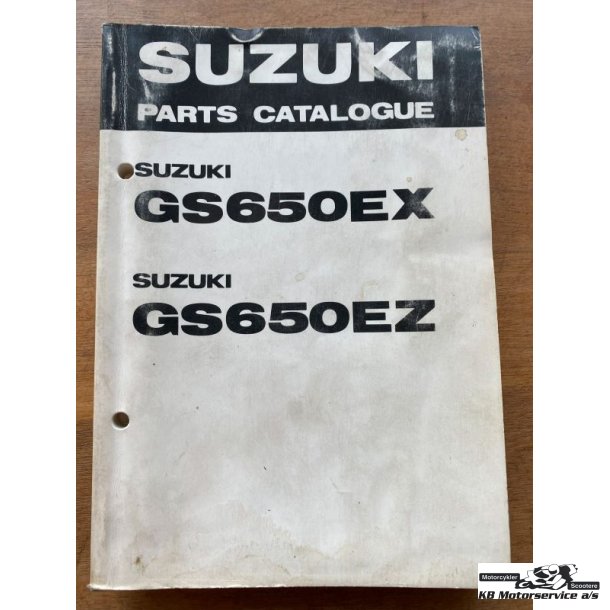 SUZUKI
PARTS CATALOGUE
SUZUKI
GS650EX
SUZUKI
GS650EZ
Motorcykler Scootere
KB Motorservice a/s